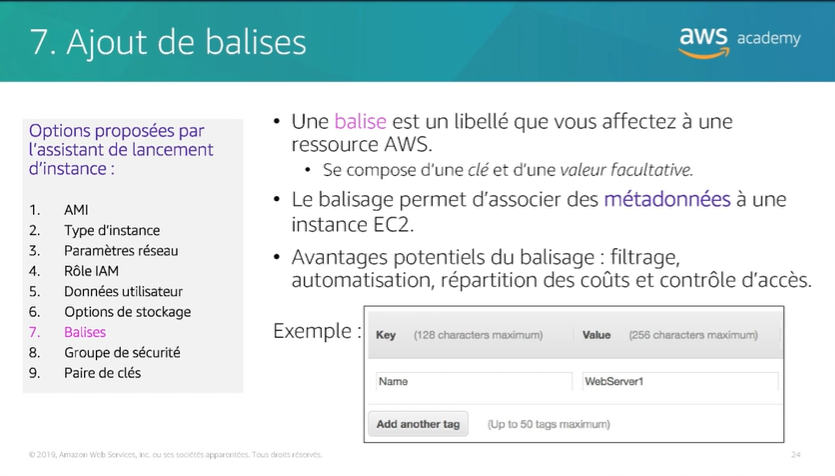 7. Ajout de balises
aws academy
Options proposées par
l'assistant de lancement
d'instance :
1. AMI
2. Type d'instance
3. Paramètres réseau
4. Rôle IAM
5. Données utilisateur
6. Options de stockage
7. Balises
8. Groupe de sécurité
9. Paire de clés
• Une balise est un libellé que vous affectez à une
ressource AWS.
• Se compose d'une clé et d'une valeur facultative.
• Le balisage permet d'associer des métadonnées à une
instance EC2.
• Avantages potentiels du balisage : filtrage,
automatisation, répartition des coûts et contrôle d'accès.
Exemple :
Key (128 characters maximum) Value (256 characters maximum)
Name WebServer1
Add another tag (Up to 50 tags maximum)
© 2019, Amazon Web Services, Inc. ou ses sociétés apparentées. Tous droits réservés.
24